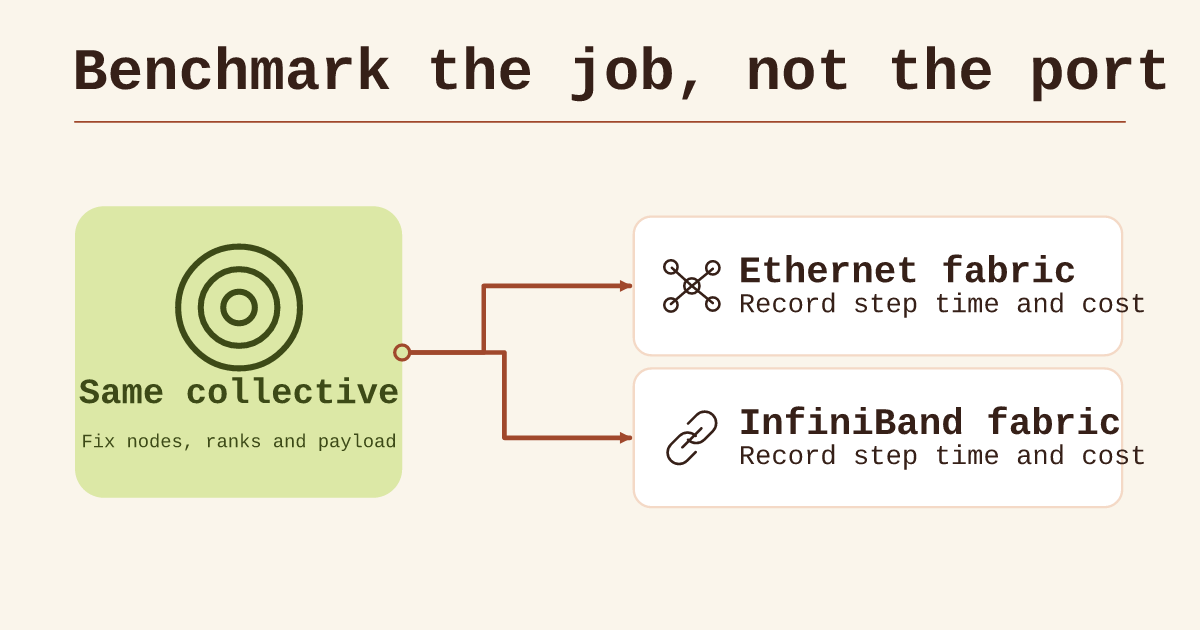 Benchmark the job, not the port
Same collective
Fix nodes, ranks and payload
Ethernet fabric
Record step time and cost
InfiniBand fabric
Record step time and cost